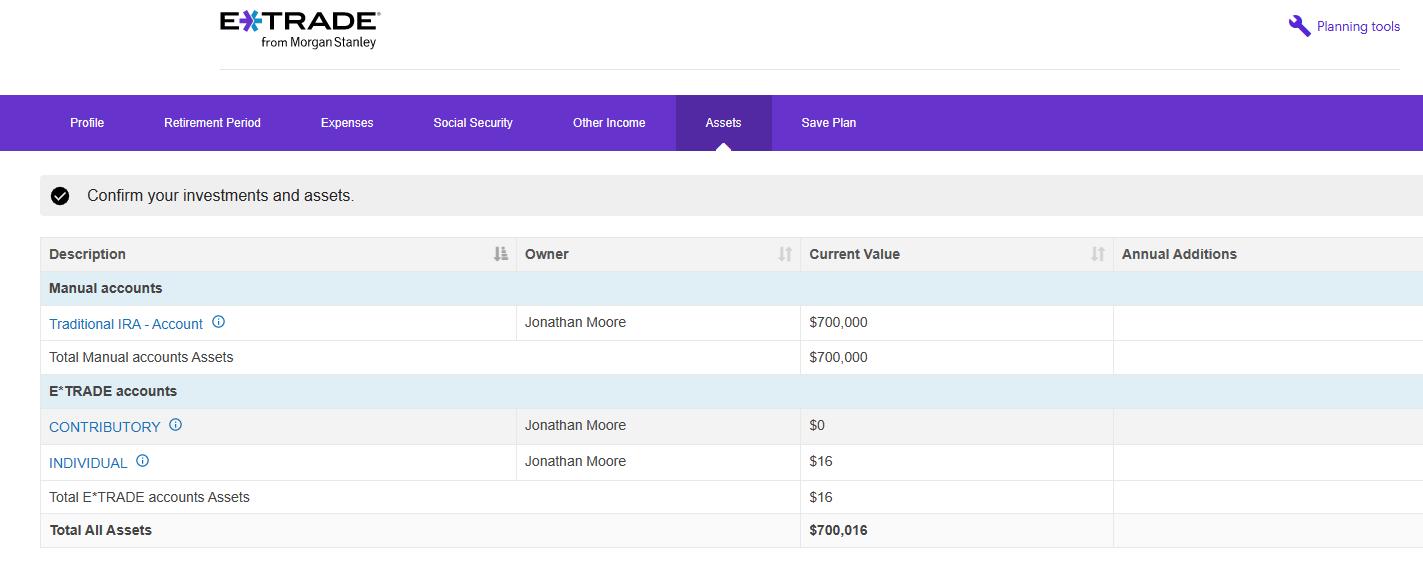 E*TRADE®
from Morgan Stanley
Planning tools
Profile Retirement Period Expenses Social Security Other Income Assets Save Plan
Confirm your investments and assets.
Description Owner Current Value Annual Additions
Manual accounts
Traditional IRA - Account Jonathan Moore $700,000
Total Manual accounts Assets $700,000
E*TRADE accounts
CONTRIBUTORY Jonathan Moore $0
INDIVIDUAL Jonathan Moore $16
Total E*TRADE accounts Assets $16
Total All Assets $700,016